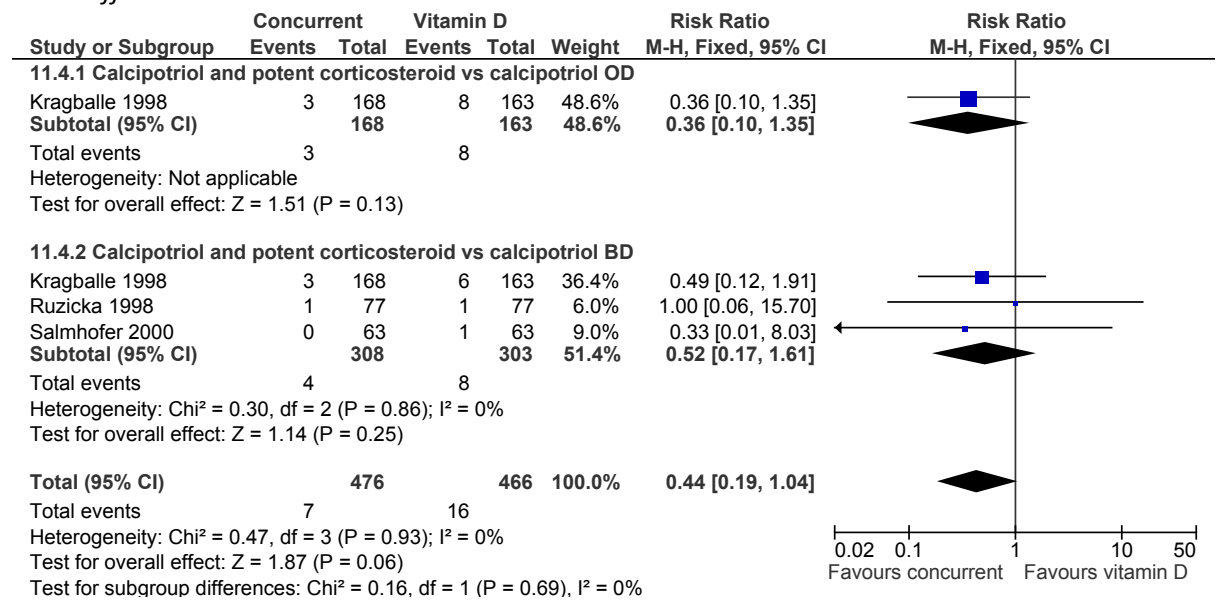 Concurrent Vitamin D Risk Ratio Risk Ratio
Study or Subgroup Events Total Events Total Weight M-H, Fixed, 95% CI M-H, Fixed, 95% CI
11.4.1 Calcipotriol and potent corticosteroid vs calcipotriol OD
Kragballe 1998 3 168 8 163 48.6% 0.36 [0.10, 1.35]
Subtotal (95% CI) 168 163 48.6% 0.36 [0.10, 1.35]
Total events 3 8
Heterogeneity: Not applicable
Test for overall effect: Z = 1.51 (P = 0.13)
11.4.2 Calcipotriol and potent corticosteroid vs calcipotriol BD
Kragballe 1998 3 168 6 163 36.4% 0.49 [0.12, 1.91]
Ruzicka 1998 1 77 1 77 6.0% 1.00 [0.06, 15.70]
Salmhofer 2000 0 63 1 63 9.0% 0.33 [0.01, 8.03]
Subtotal (95% CI) 308 303 51.4% 0.52 [0.17, 1.61]
Total events 4 8
Heterogeneity: Chi² = 0.30, df = 2 (P = 0.86); I² = 0%
Test for overall effect: Z = 1.14 (P = 0.25)
Total (95% CI) 476 466 100.0% 0.44 [0.19, 1.04]
Total events 7 16
Heterogeneity: Chi² = 0.47, df = 3 (P = 0.93); I² = 0%
Test for overall effect: Z = 1.87 (P = 0.06)
Test for subgroup differences: Chi² = 0.16, df = 1 (P = 0.69), I² = 0%
0.02 0.1 1 10 50
Favours concurrent Favours vitamin D